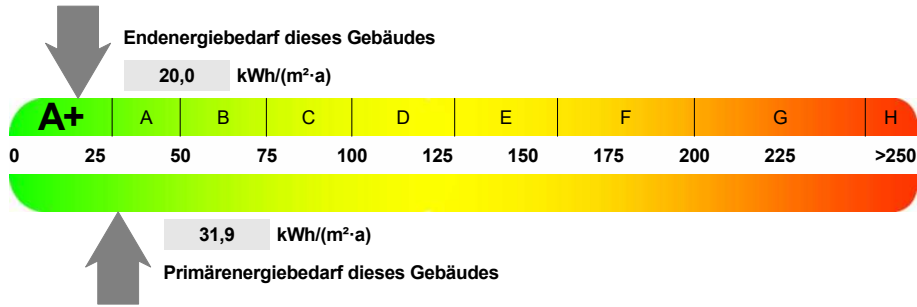 Endenergiebedarf dieses Gebäudes
20,0 kWh/(m²·a)
A+ A B C D E F G H
0 25 50 75 100 125 150 175 200 225 >250
31,9 kWh/(m²·a)
Primärenergiebedarf dieses Gebäudes